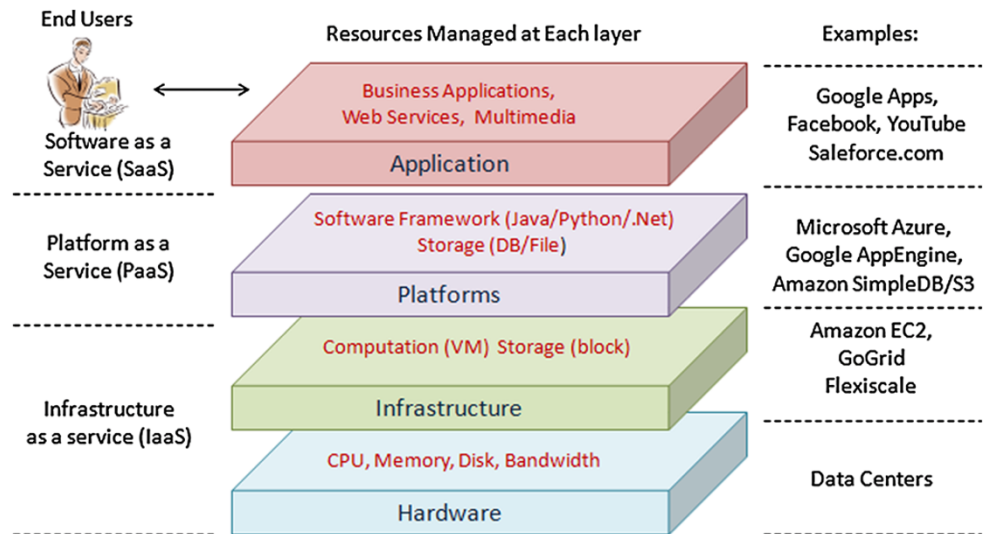 End Users
Resources Managed at Each layer
Examples:
Business Applications,
Web Services, Multimedia
Application
Software as a
Service (SaaS)
Google Apps,
Facebook, YouTube
Saleforce.com
Software Framework (Java/Python/.Net)
Storage (DB/File)
Platforms
Platform as a
Service (PaaS)
Microsoft Azure,
Google AppEngine,
Amazon SimpleDB/S3
Computation (VM) Storage (block)
Infrastructure
Amazon EC2,
GoGrid
Flexiscale
Infrastructure
as a service (IaaS)
CPU, Memory, Disk, Bandwidth
Hardware
Data Centers